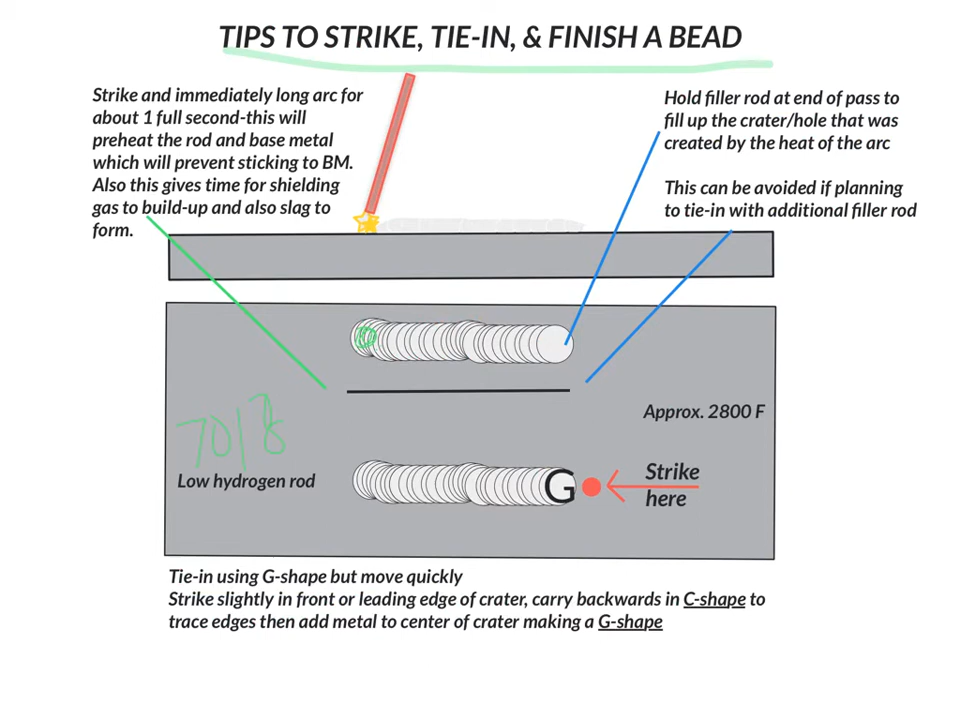 TIPS TO STRIKE, TIE-IN, & FINISH A BEAD
Strike and immediately long arc for
about 1 full second-this will
preheat the rod and base metal
which will prevent sticking to BM.
Also this gives time for shielding
gas to build-up and also slag to
form.
Hold filler rod at end of pass to
fill up the crater/hole that was
created by the heat of the arc
This can be avoided if planning
to tie-in with additional filler rod
7018
Low hydrogen rod
Approx. 2800 F
G
Strike
here
Tie-in using G-shape but move quickly
Strike slightly in front or leading edge of crater, carry backwards in C-shape to
trace edges then add metal to center of crater making a G-shape